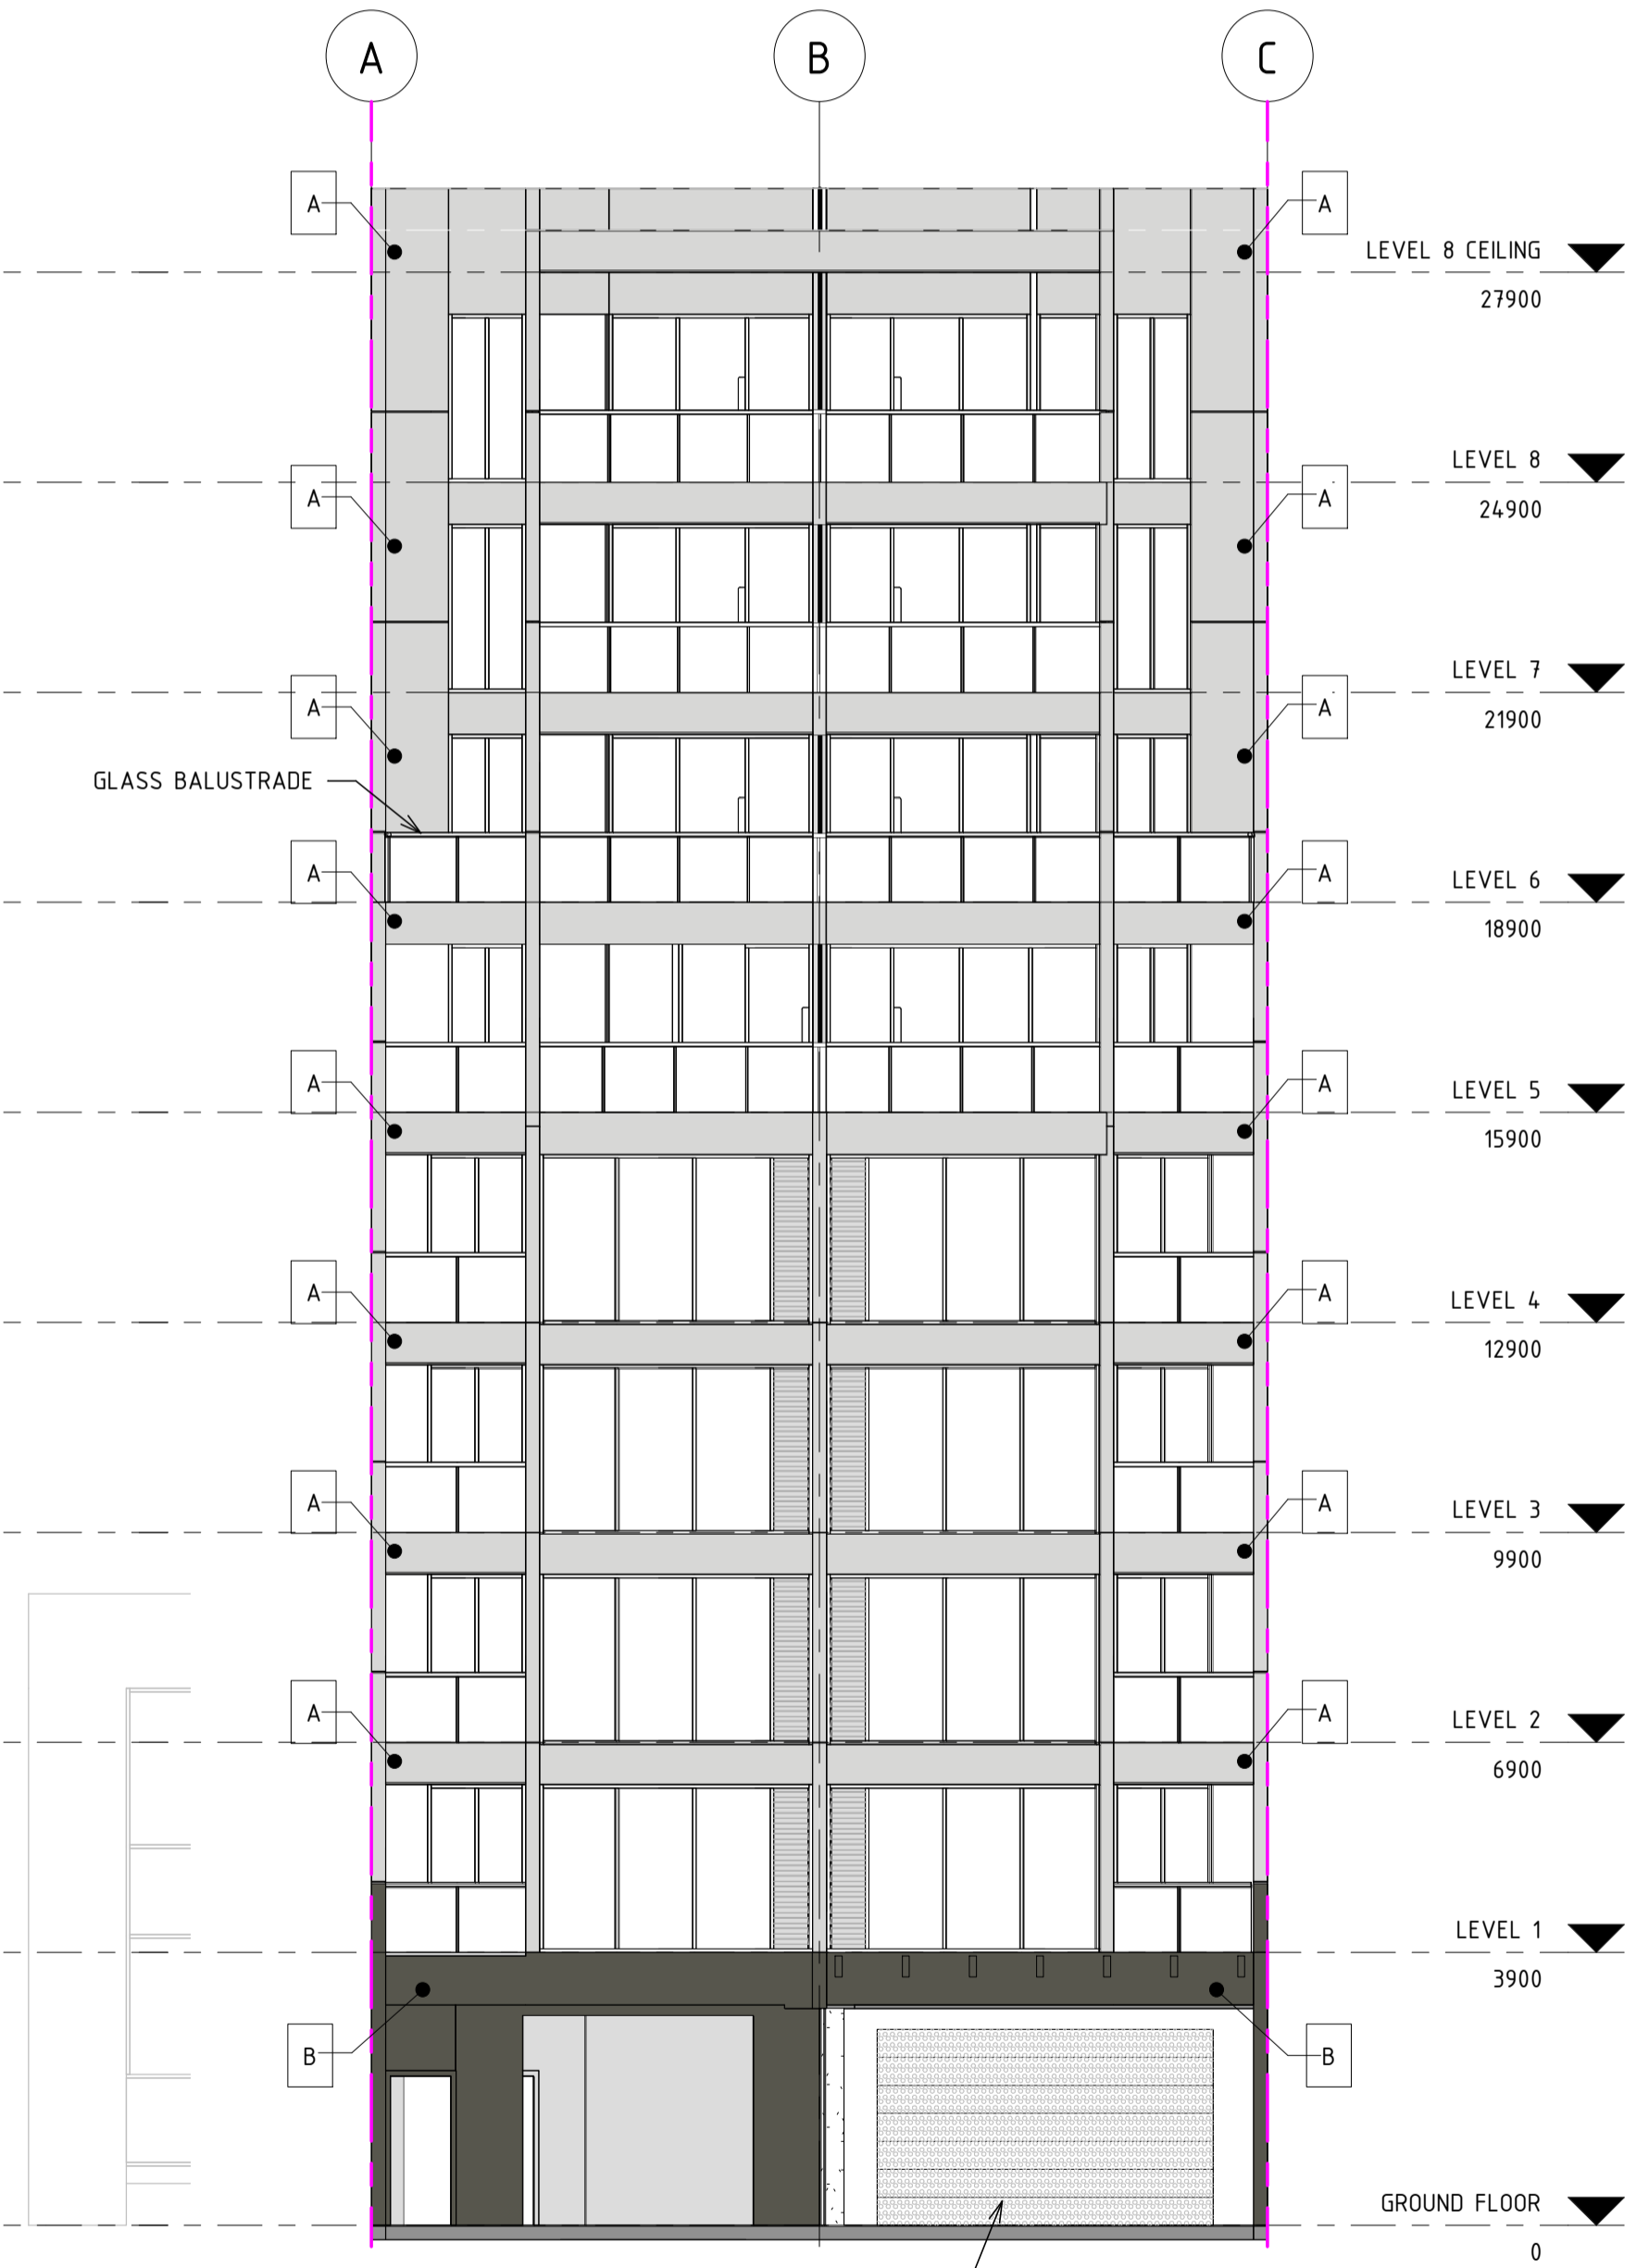 A B C
A A
LEVEL 8 CEILING
27900
LEVEL 8
A A
24900
LEVEL 7
A A
21900
GLASS BALUSTRADE
A A
LEVEL 6
18900
A A
LEVEL 5
15900
A A
LEVEL 4
12900
A A
LEVEL 3
9900
A A
LEVEL 2
6900
LEVEL 1
3900
B B
GROUND FLOOR
0